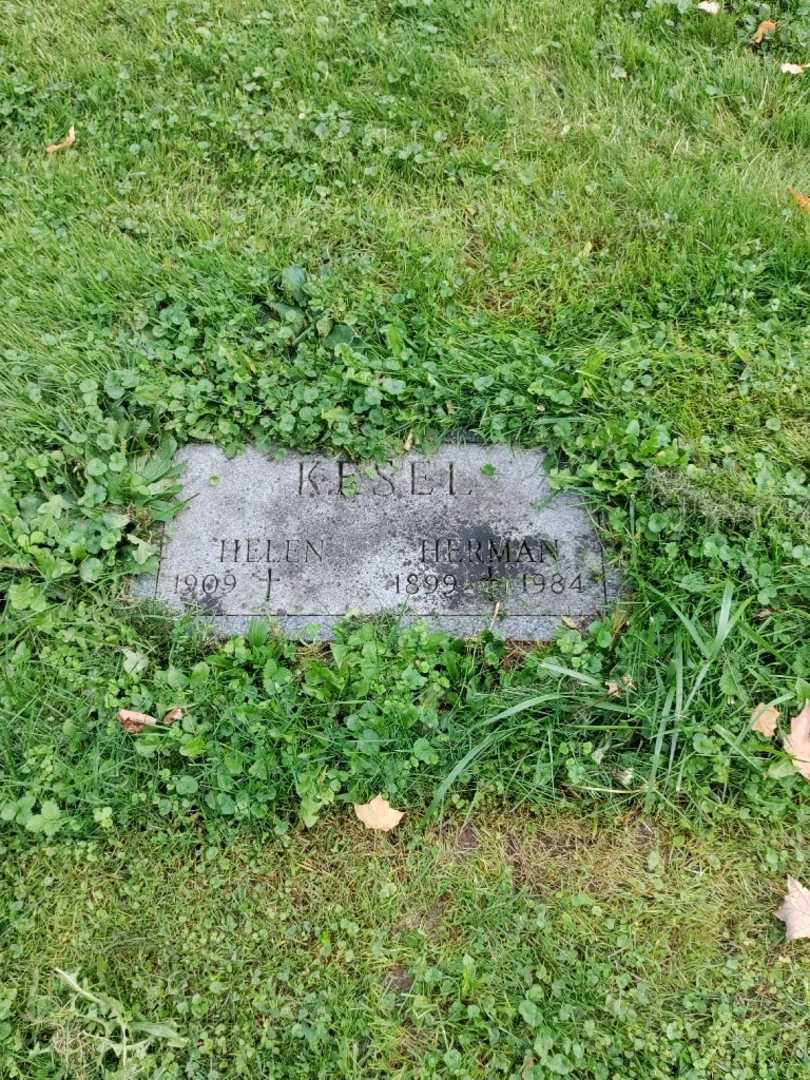 KESEL
HELEN HERMAN
1909 † 1899 † 1984